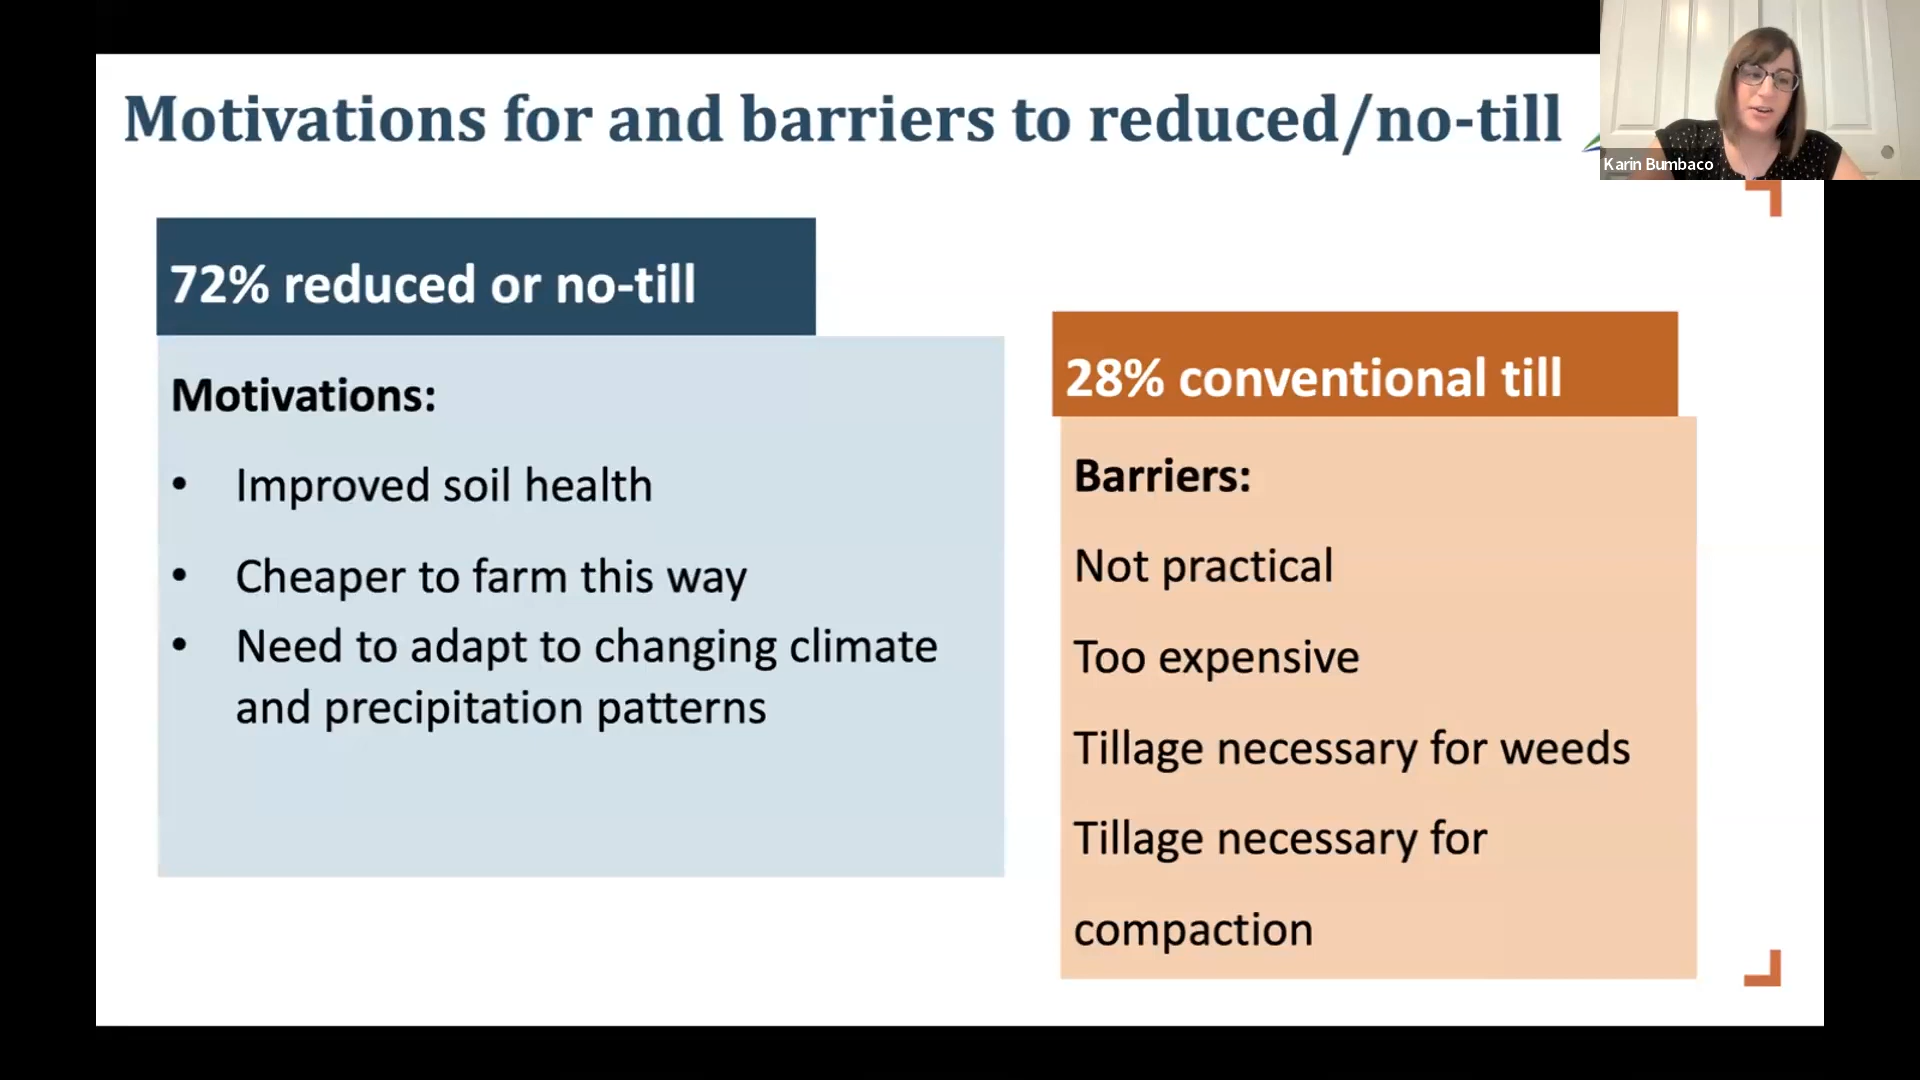 Motivations for and barriers to reduced/no-till
Karin Bumbaco
72% reduced or no-till
Motivations:
• Improved soil health
• Cheaper to farm this way
• Need to adapt to changing climate
and precipitation patterns
28% conventional till
Barriers:
Not practical
Too expensive
Tillage necessary for weeds
Tillage necessary for
compaction